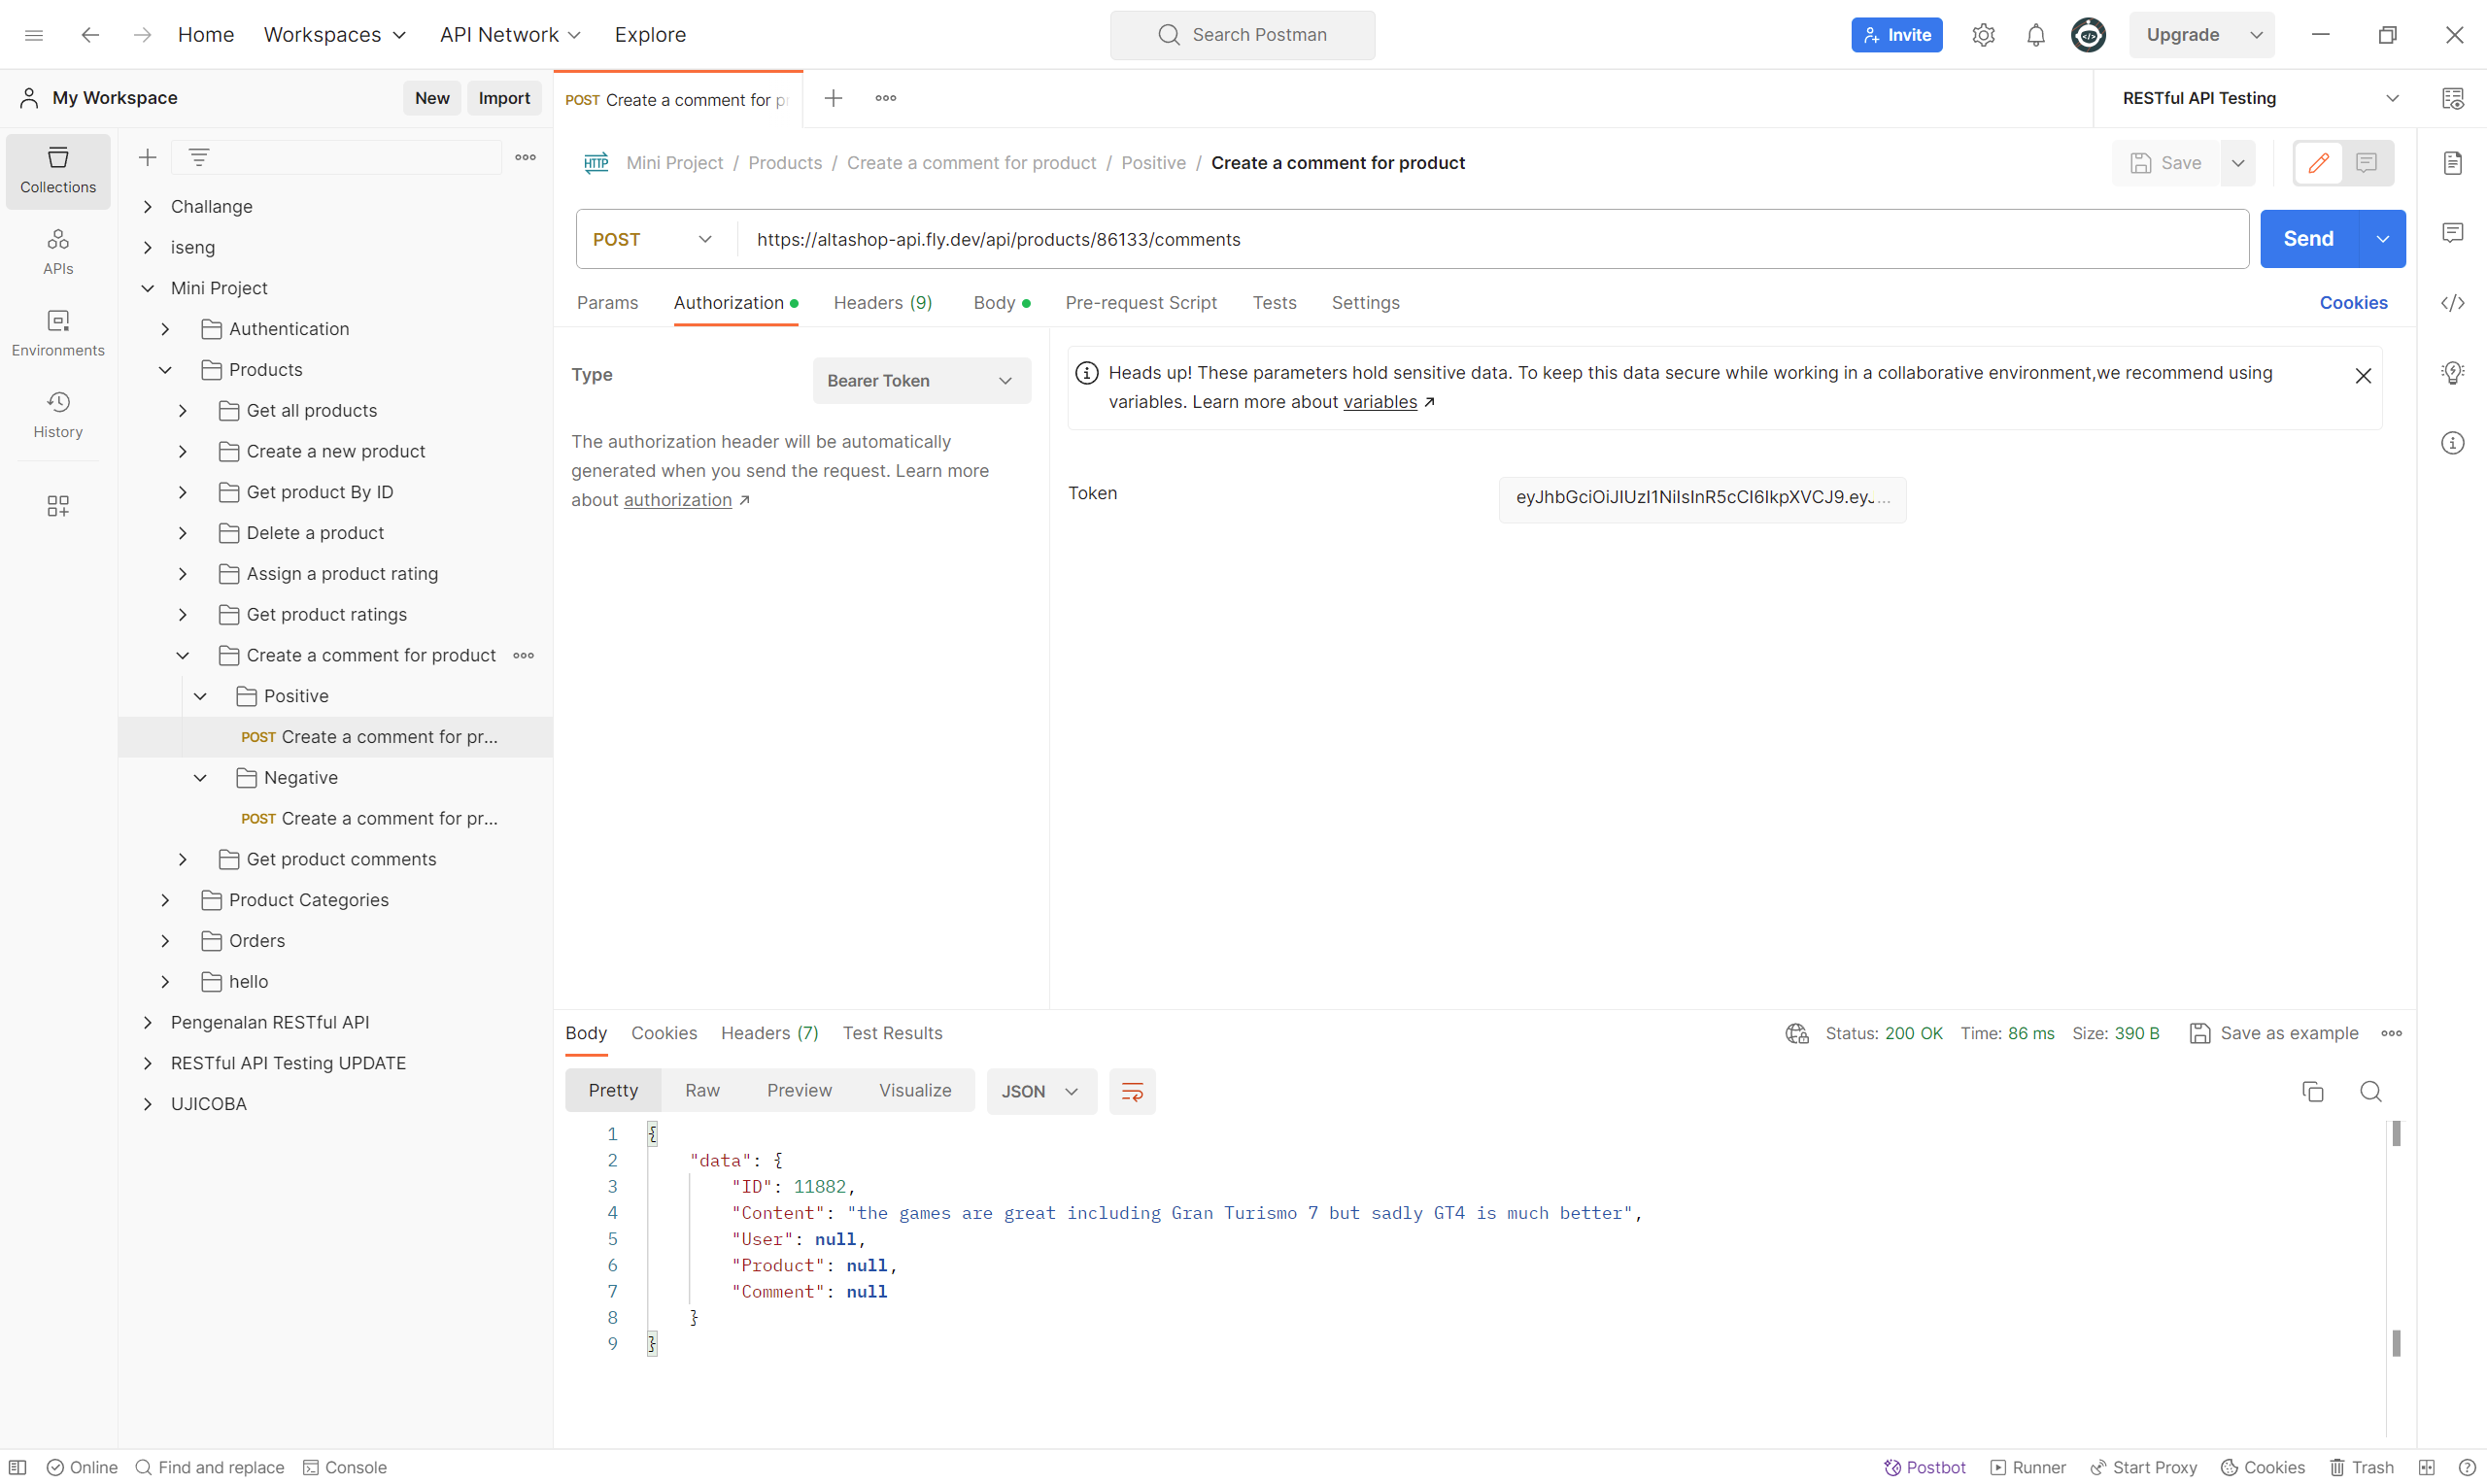 Home Workspaces API Network Explore Search Postman Invite Upgrade
My Workspace New Import
POST Create a comment for p
RESTful API Testing
Collections
APIs
Environments
History
Challange
iseng
Mini Project
Authentication
Products
Get all products
Create a new product
Get product By ID
Delete a product
Assign a product rating
Get product ratings
Create a comment for product
Positive
POST Create a comment for pr...
Negative
POST Create a comment for pr...
Get product comments
Product Categories
Orders
hello
Pengenalan RESTful API
RESTful API Testing UPDATE
UJICOBA
HTTP Mini Project / Products / Create a comment for product / Positive / Create a comment for product
Save
POST https://altashop-api.fly.dev/api/products/86133/comments Send
Params Authorization Headers (9) Body Pre-request Script Tests Settings Cookies
Type Bearer Token
The authorization header will be automatically
generated when you send the request. Learn more
about authorization ↗
Heads up! These parameters hold sensitive data. To keep this data secure while working in a collaborative environment,we recommend using
variables. Learn more about variables ↗
Token eyJhbGciOiJIUzI1NiIsInR5cCI6IkpXVCJ9.eyJ...
Body Cookies Headers (7) Test Results Status: 200 OK Time: 86 ms Size: 390 B Save as example
Pretty Raw Preview Visualize JSON
1 {
2 "data": {
3 "ID": 11882,
4 "Content": "the games are great including Gran Turismo 7 but sadly GT4 is much better",
5 "User": null,
6 "Product": null,
7 "Comment": null
8 }
9 }
Online Find and replace Console Postbot Runner Start Proxy Cookies Trash